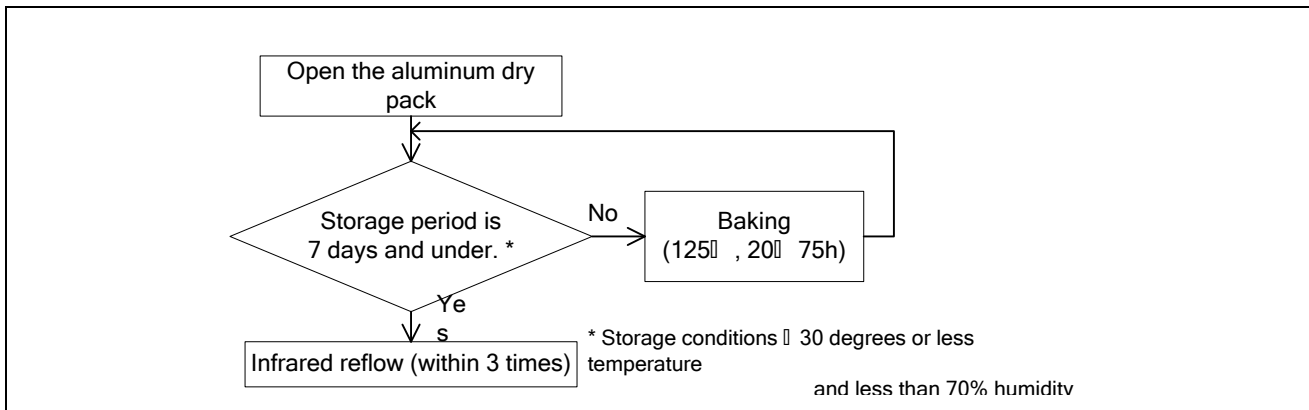 Open the aluminum dry
pack
Storage period is
7 days and under. *
No
Baking
(125▯ , 20▯ 75h)
Ye
s
Infrared reflow (within 3 times)
* Storage conditions ▯ 30 degrees or less
temperature
and less than 70% humidity